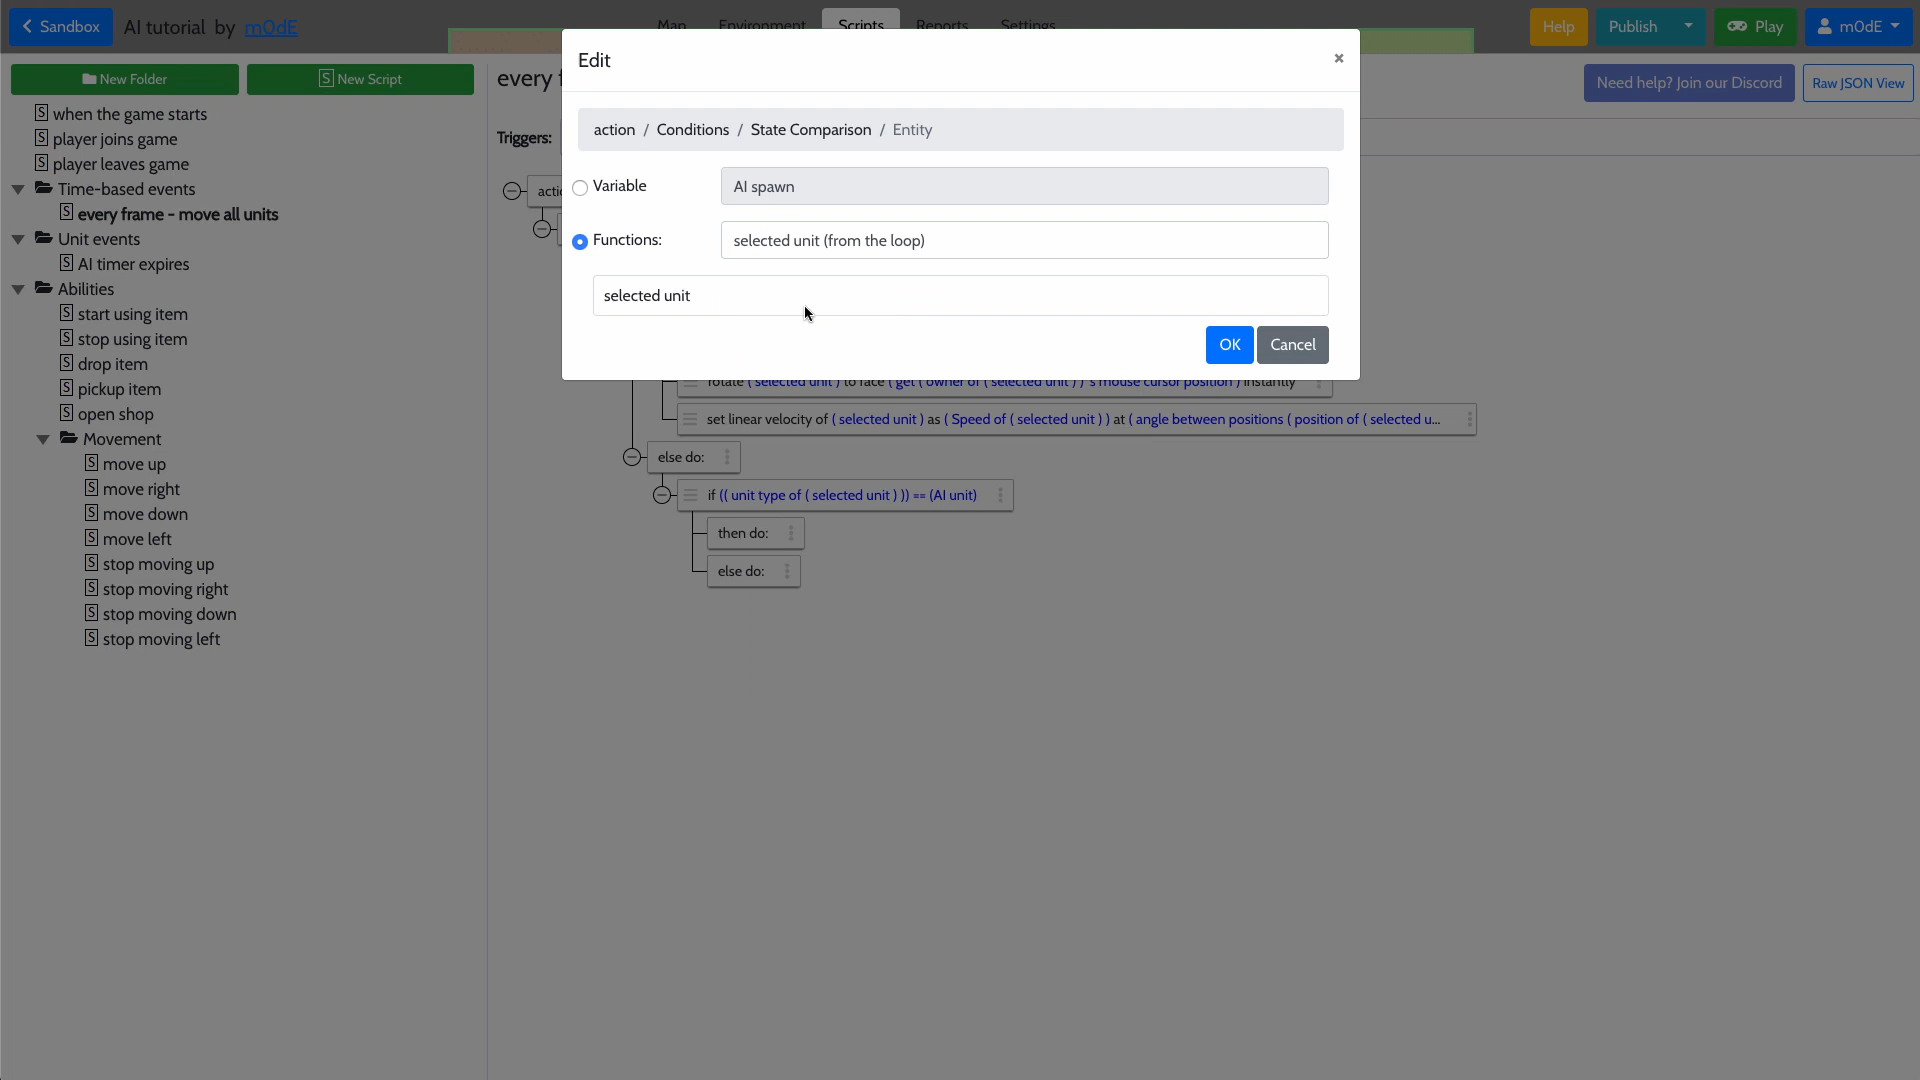 Sandbox
AI tutorial by m0dE
Map
Environment
Scripts
Reports
Settings
Help
Publish
Play
m0dE
New Folder
New Script
Need help? Join our Discord
Raw JSON View
when the game starts
player joins game
player leaves game
Time-based events
every frame - move all units
Unit events
AI timer expires
Abilities
start using item
stop using item
drop item
pickup item
open shop
Movement
move up
move right
move down
move left
stop moving up
stop moving right
stop moving down
stop moving left
every
Triggers:
Edit
×
action / Conditions / State Comparison / Entity
Variable
AI spawn
Functions:
selected unit (from the loop)
selected unit
OK
Cancel
rotate ( selected unit ) to face ( get ( owner of ( selected unit ) ) 's mouse cursor position ) instantly
set linear velocity of ( selected unit ) as ( Speed of ( selected unit ) ) at ( angle between positions ( position of ( selected u...
else do:
if (( unit type of ( selected unit ) )) == (AI unit)
then do:
else do: